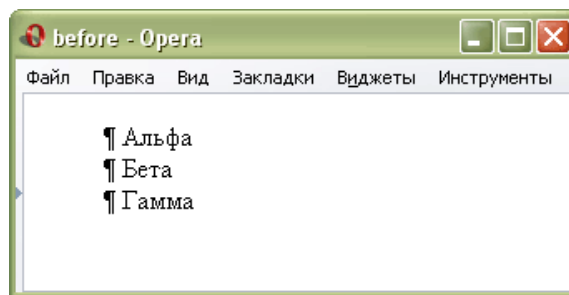 before - Opera
Файл Правка Вид Закладки Виджеты Инструменты
¶ Альфа
¶ Бета
¶ Гамма